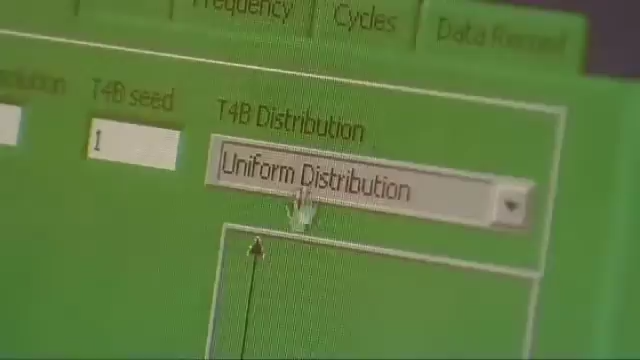 Frequency
Cycles
Data Record
T4B seed
T4B Distribution
1
Uniform Distribution